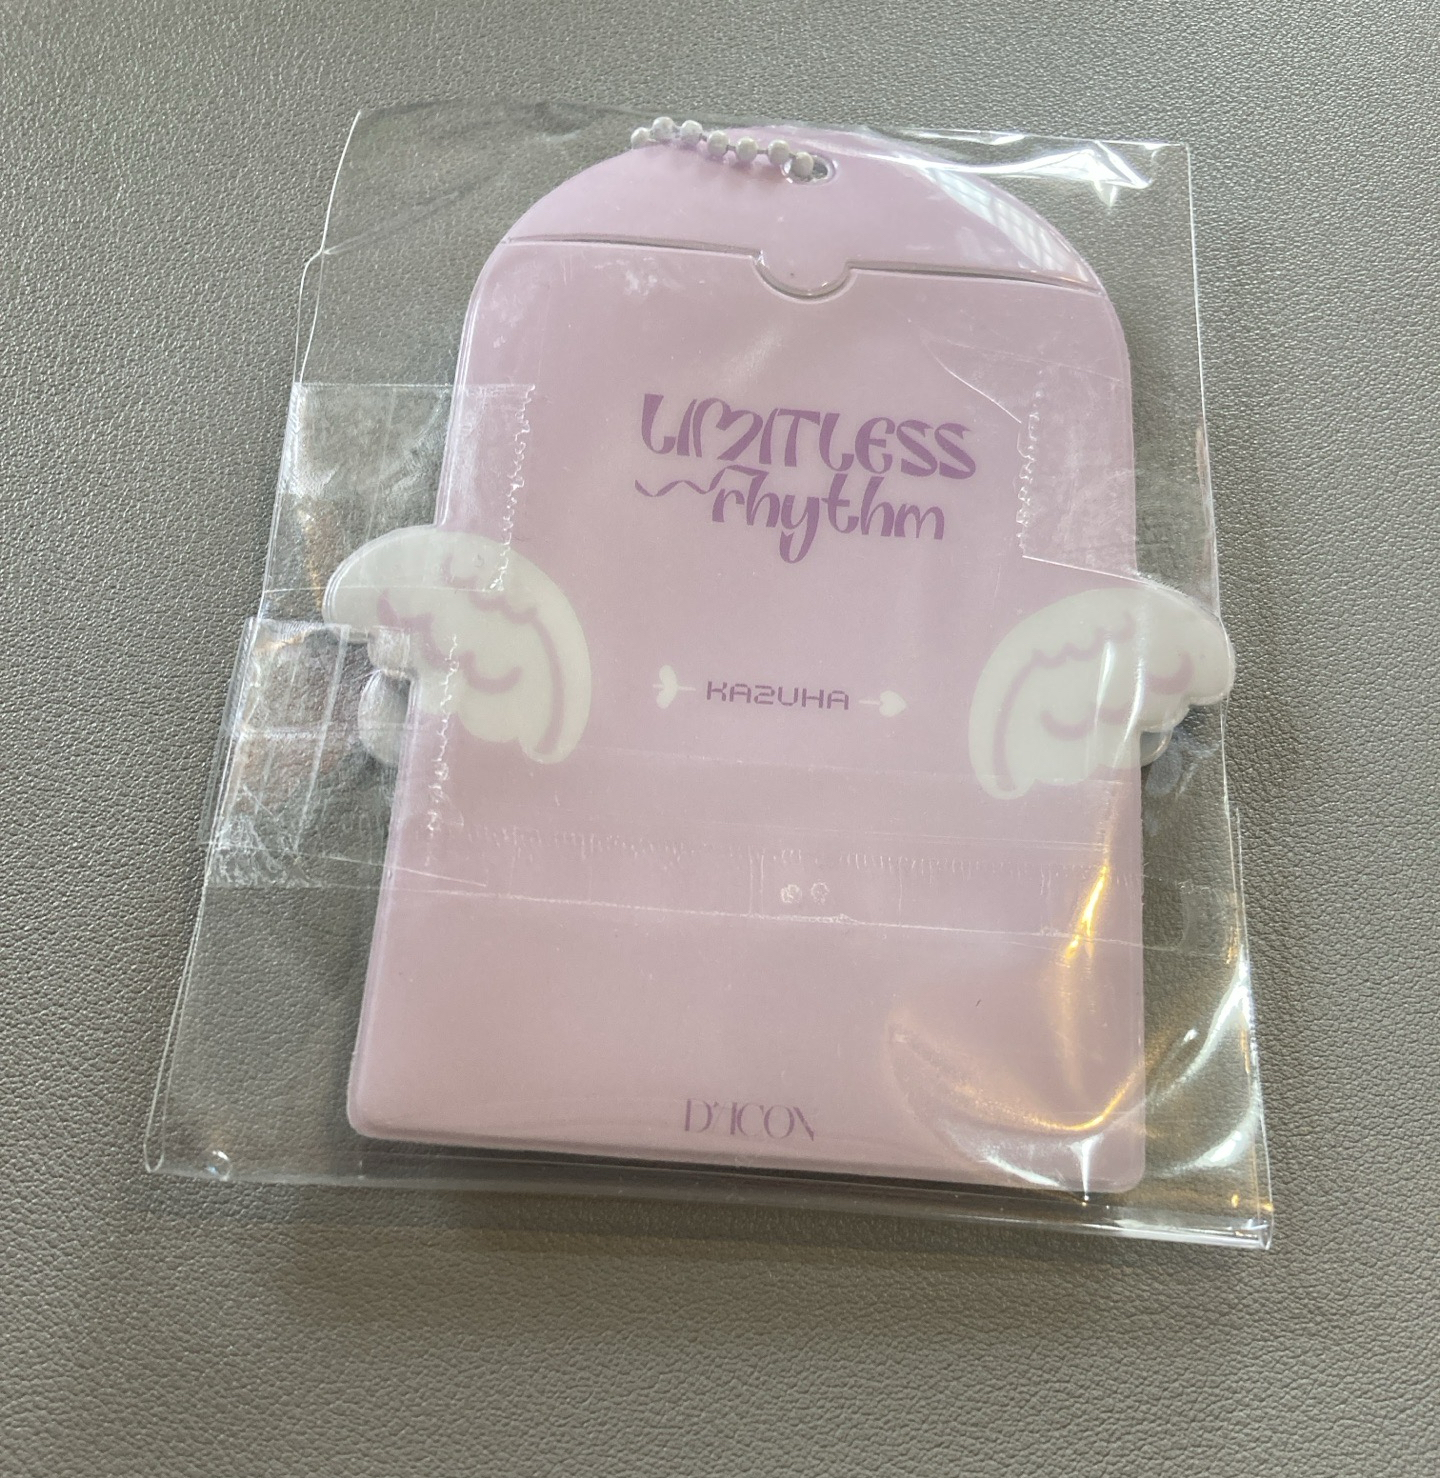 LIMITLESS
rhythm
KAZUHA
D'ICON